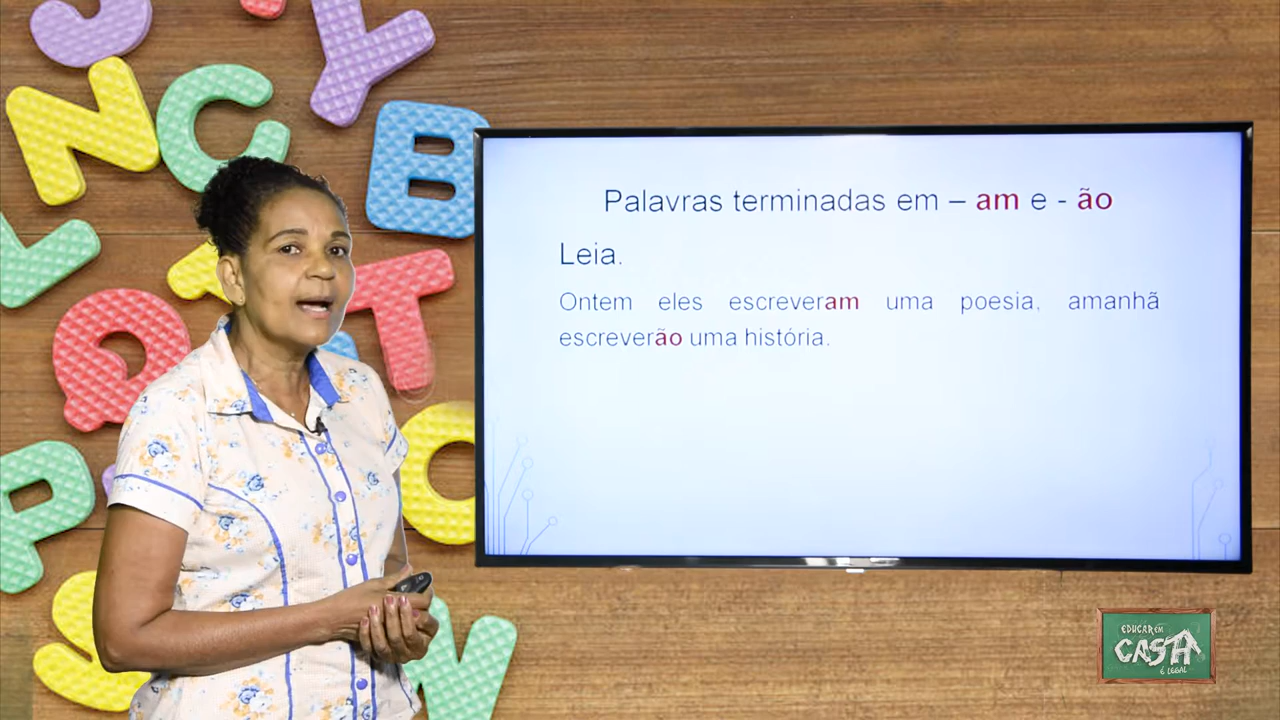 Palavras terminadas em – am e - ão
Leia.
Ontem eles escreveram uma poesia, amanhã
escreverão uma história.
EDUCAR EM
CASA
É LEGAL